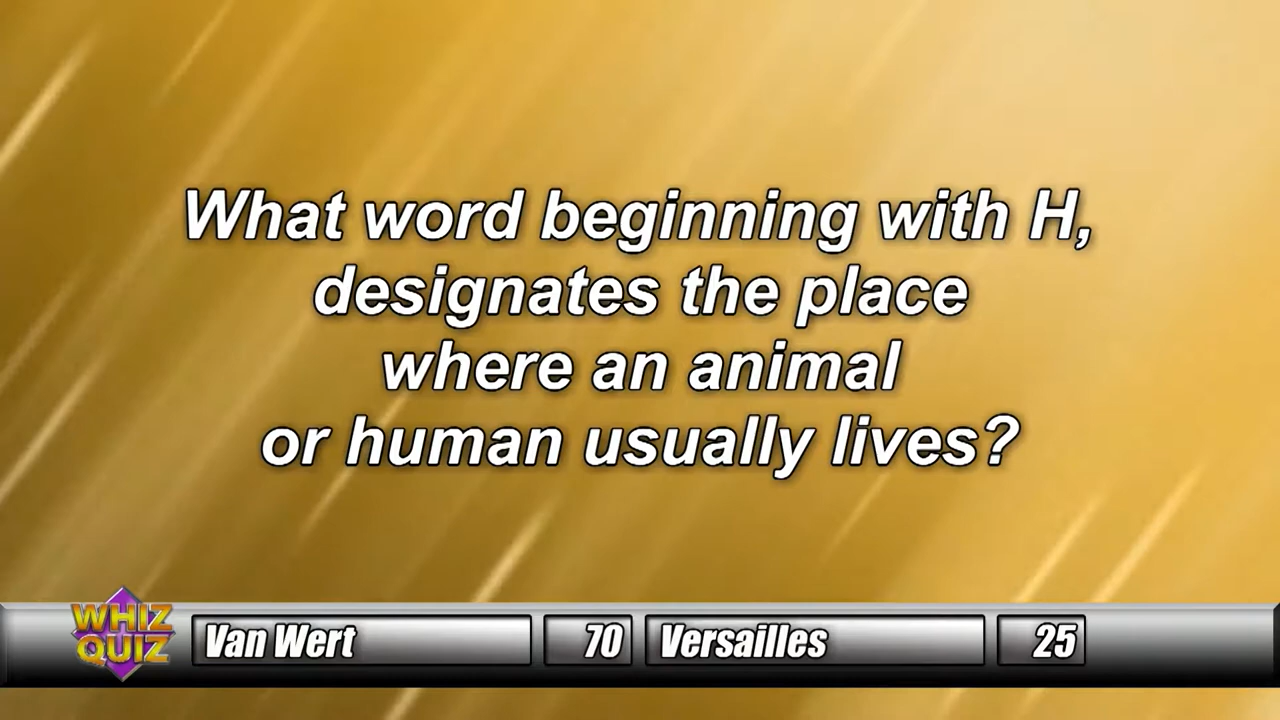 What word beginning with H,
designates the place
where an animal
or human usually lives?
WHIZ
QUIZ
Van Wert 70 Versailles 25